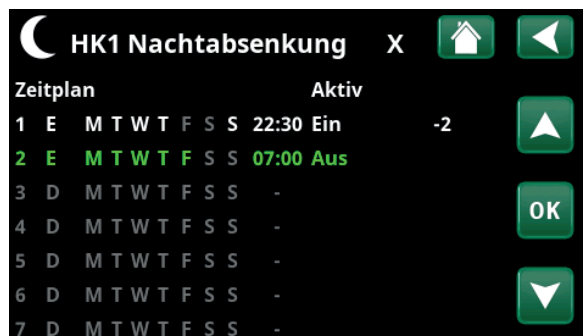 HK1 Nachtabsenkung X
Zeitplan Aktiv
1 E M T W T F S S 22:30 Ein -2
2 E M T W T F S S 07:00 Aus
3 D M T W T F S S -
4 D M T W T F S S -
OK
5 D M T W T F S S -
6 D M T W T F S S -
7 D M T W T F S S